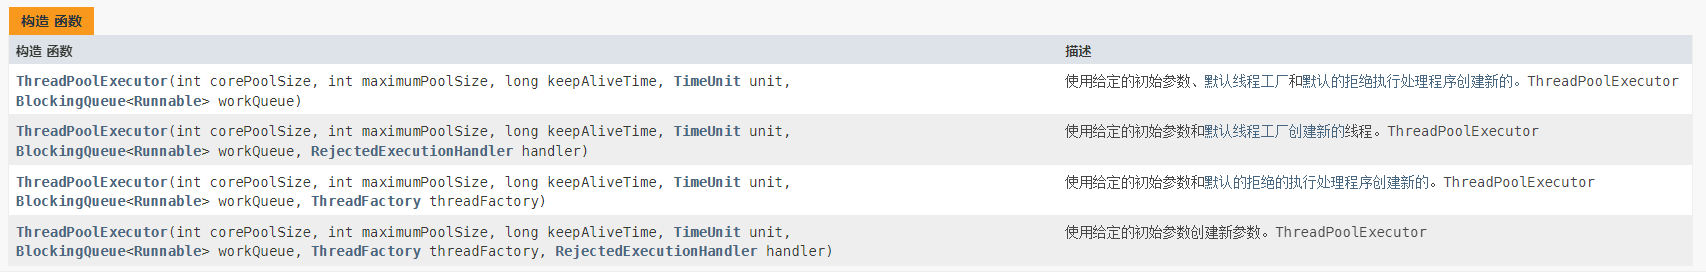 构造 函数
构造 函数 描述
ThreadPoolExecutor(int corePoolSize, int maximumPoolSize, long keepAliveTime, TimeUnit unit, 使用给定的初始参数、默认线程工厂和默认的拒绝执行处理程序创建新的。ThreadPoolExecutor
BlockingQueue<Runnable> workQueue)
ThreadPoolExecutor(int corePoolSize, int maximumPoolSize, long keepAliveTime, TimeUnit unit, 使用给定的初始参数和默认线程工厂创建新的线程。ThreadPoolExecutor
BlockingQueue<Runnable> workQueue, RejectedExecutionHandler handler)
ThreadPoolExecutor(int corePoolSize, int maximumPoolSize, long keepAliveTime, TimeUnit unit, 使用给定的初始参数和默认的拒绝的执行处理程序创建新的。ThreadPoolExecutor
BlockingQueue<Runnable> workQueue, ThreadFactory threadFactory)
ThreadPoolExecutor(int corePoolSize, int maximumPoolSize, long keepAliveTime, TimeUnit unit, 使用给定的初始参数创建新参数。ThreadPoolExecutor
BlockingQueue<Runnable> workQueue, ThreadFactory threadFactory, RejectedExecutionHandler handler)